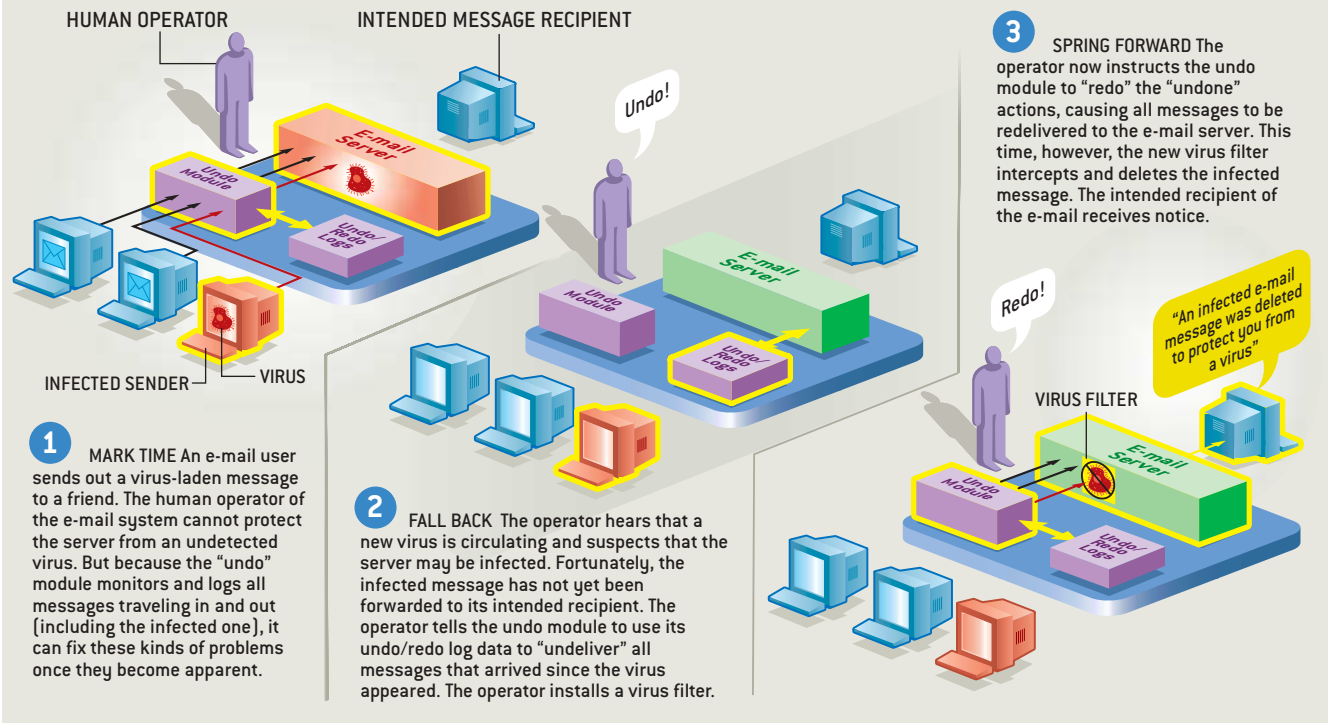 HUMAN OPERATOR
INTENDED MESSAGE RECIPIENT
E-mail
Server
Undo
Module
Undo/
Redo
Logs
INFECTED SENDER
VIRUS
1
MARK TIME An e-mail user
sends out a virus-laden message
to a friend. The human operator of
the e-mail system cannot protect
the server from an undetected
virus. But because the “undo”
module monitors and logs all
messages traveling in and out
(including the infected one), it
can fix these kinds of problems
once they become apparent.
Undo!
E-mail
Server
Undo
Module
Undo/
Redo
Logs
2
FALL BACK The operator hears that a
new virus is circulating and suspects that the
server may be infected. Fortunately, the
infected message has not yet been
forwarded to its intended recipient. The
operator tells the undo module to use its
undo/redo log data to “undeliver” all
messages that arrived since the virus
appeared. The operator installs a virus filter.
3
SPRING FORWARD The
operator now instructs the undo
module to “redo” the “undone”
actions, causing all messages to be
redelivered to the e-mail server. This
time, however, the new virus filter
intercepts and deletes the infected
message. The intended recipient of
the e-mail receives notice.
Redo!
“An infected e-mail
message was deleted
to protect you from
a virus”
VIRUS FILTER
E-mail
Server
Undo
Module
Undo/
Redo
Logs